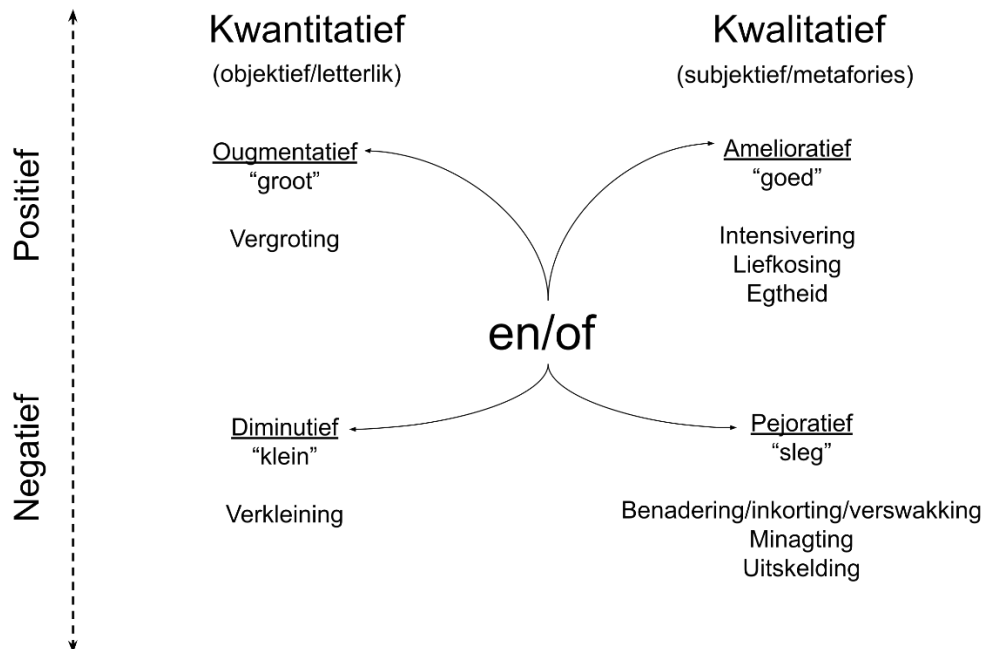 Kwantitatief
(objektief/letterlik)
Kwalitatief
(subjektief/metafories)
Positief
Ougmentatief
“groot”
Vergroting
Amelioratief
“goed”
Intensivering
Liefkosing
Egtheid
en/of
Negatief
Diminutief
“klein”
Verkleining
Pejoratief
“sleg”
Benadering/inkorting/verswakking
Minagting
Uitskelding